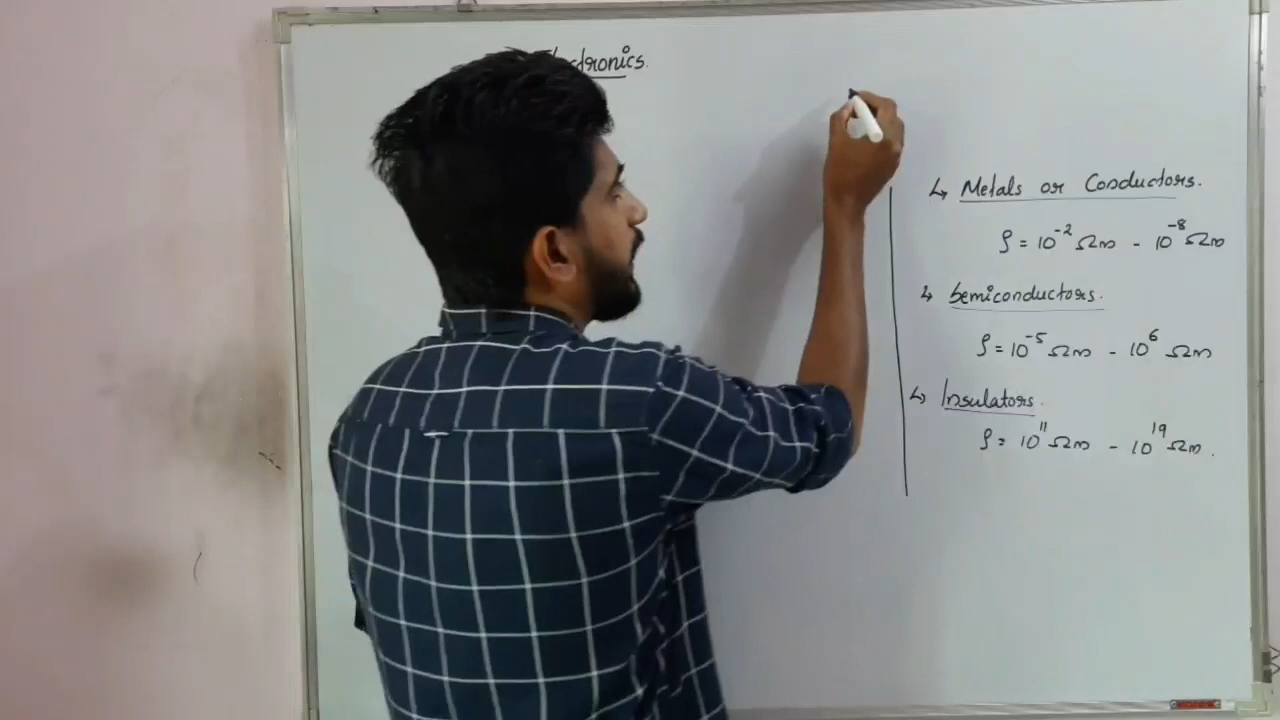 ctronics.
↳ Metals or Conductors.
ρ = 10⁻² Ωm - 10⁻⁸ Ωm
↳ Semiconductors.
ρ = 10⁻⁵ Ωm - 10⁶ Ωm
↳ Insulators.
ρ = 10¹¹ Ωm - 10¹⁹ Ωm.